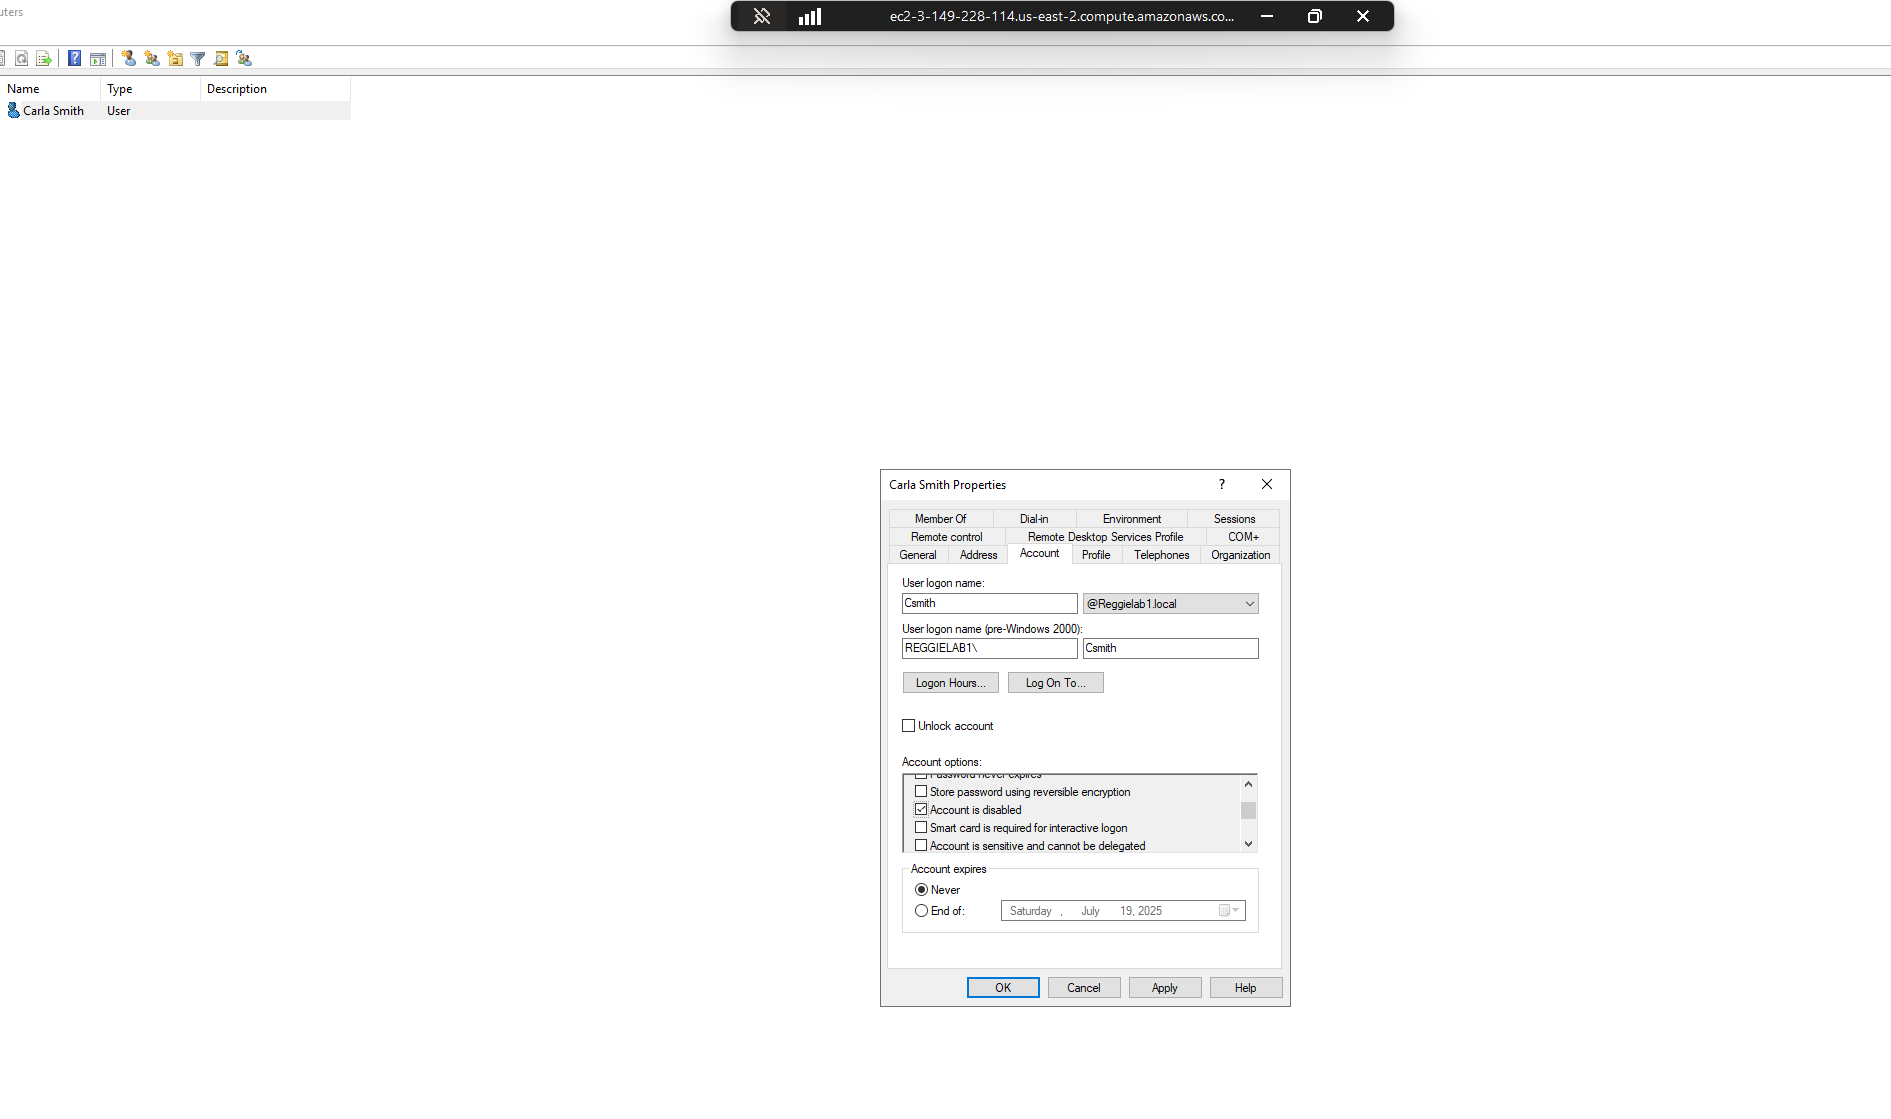 uters
ec2-3-149-228-114.us-east-2.compute.amazonaws.co...
Name Type Description
Carla Smith User
Carla Smith Properties ?
Member Of Dial-in Environment Sessions
Remote control Remote Desktop Services Profile COM+
General Address Account Profile Telephones Organization
User logon name:
Csmith @Reggielab1.local
User logon name (pre-Windows 2000):
REGGIELAB1\ Csmith
Logon Hours... Log On To...
Unlock account
Account options:
Password never expires
Store password using reversible encryption
Account is disabled
Smart card is required for interactive logon
Account is sensitive and cannot be delegated
Account expires
Never
End of: Saturday , July 19, 2025
OK Cancel Apply Help